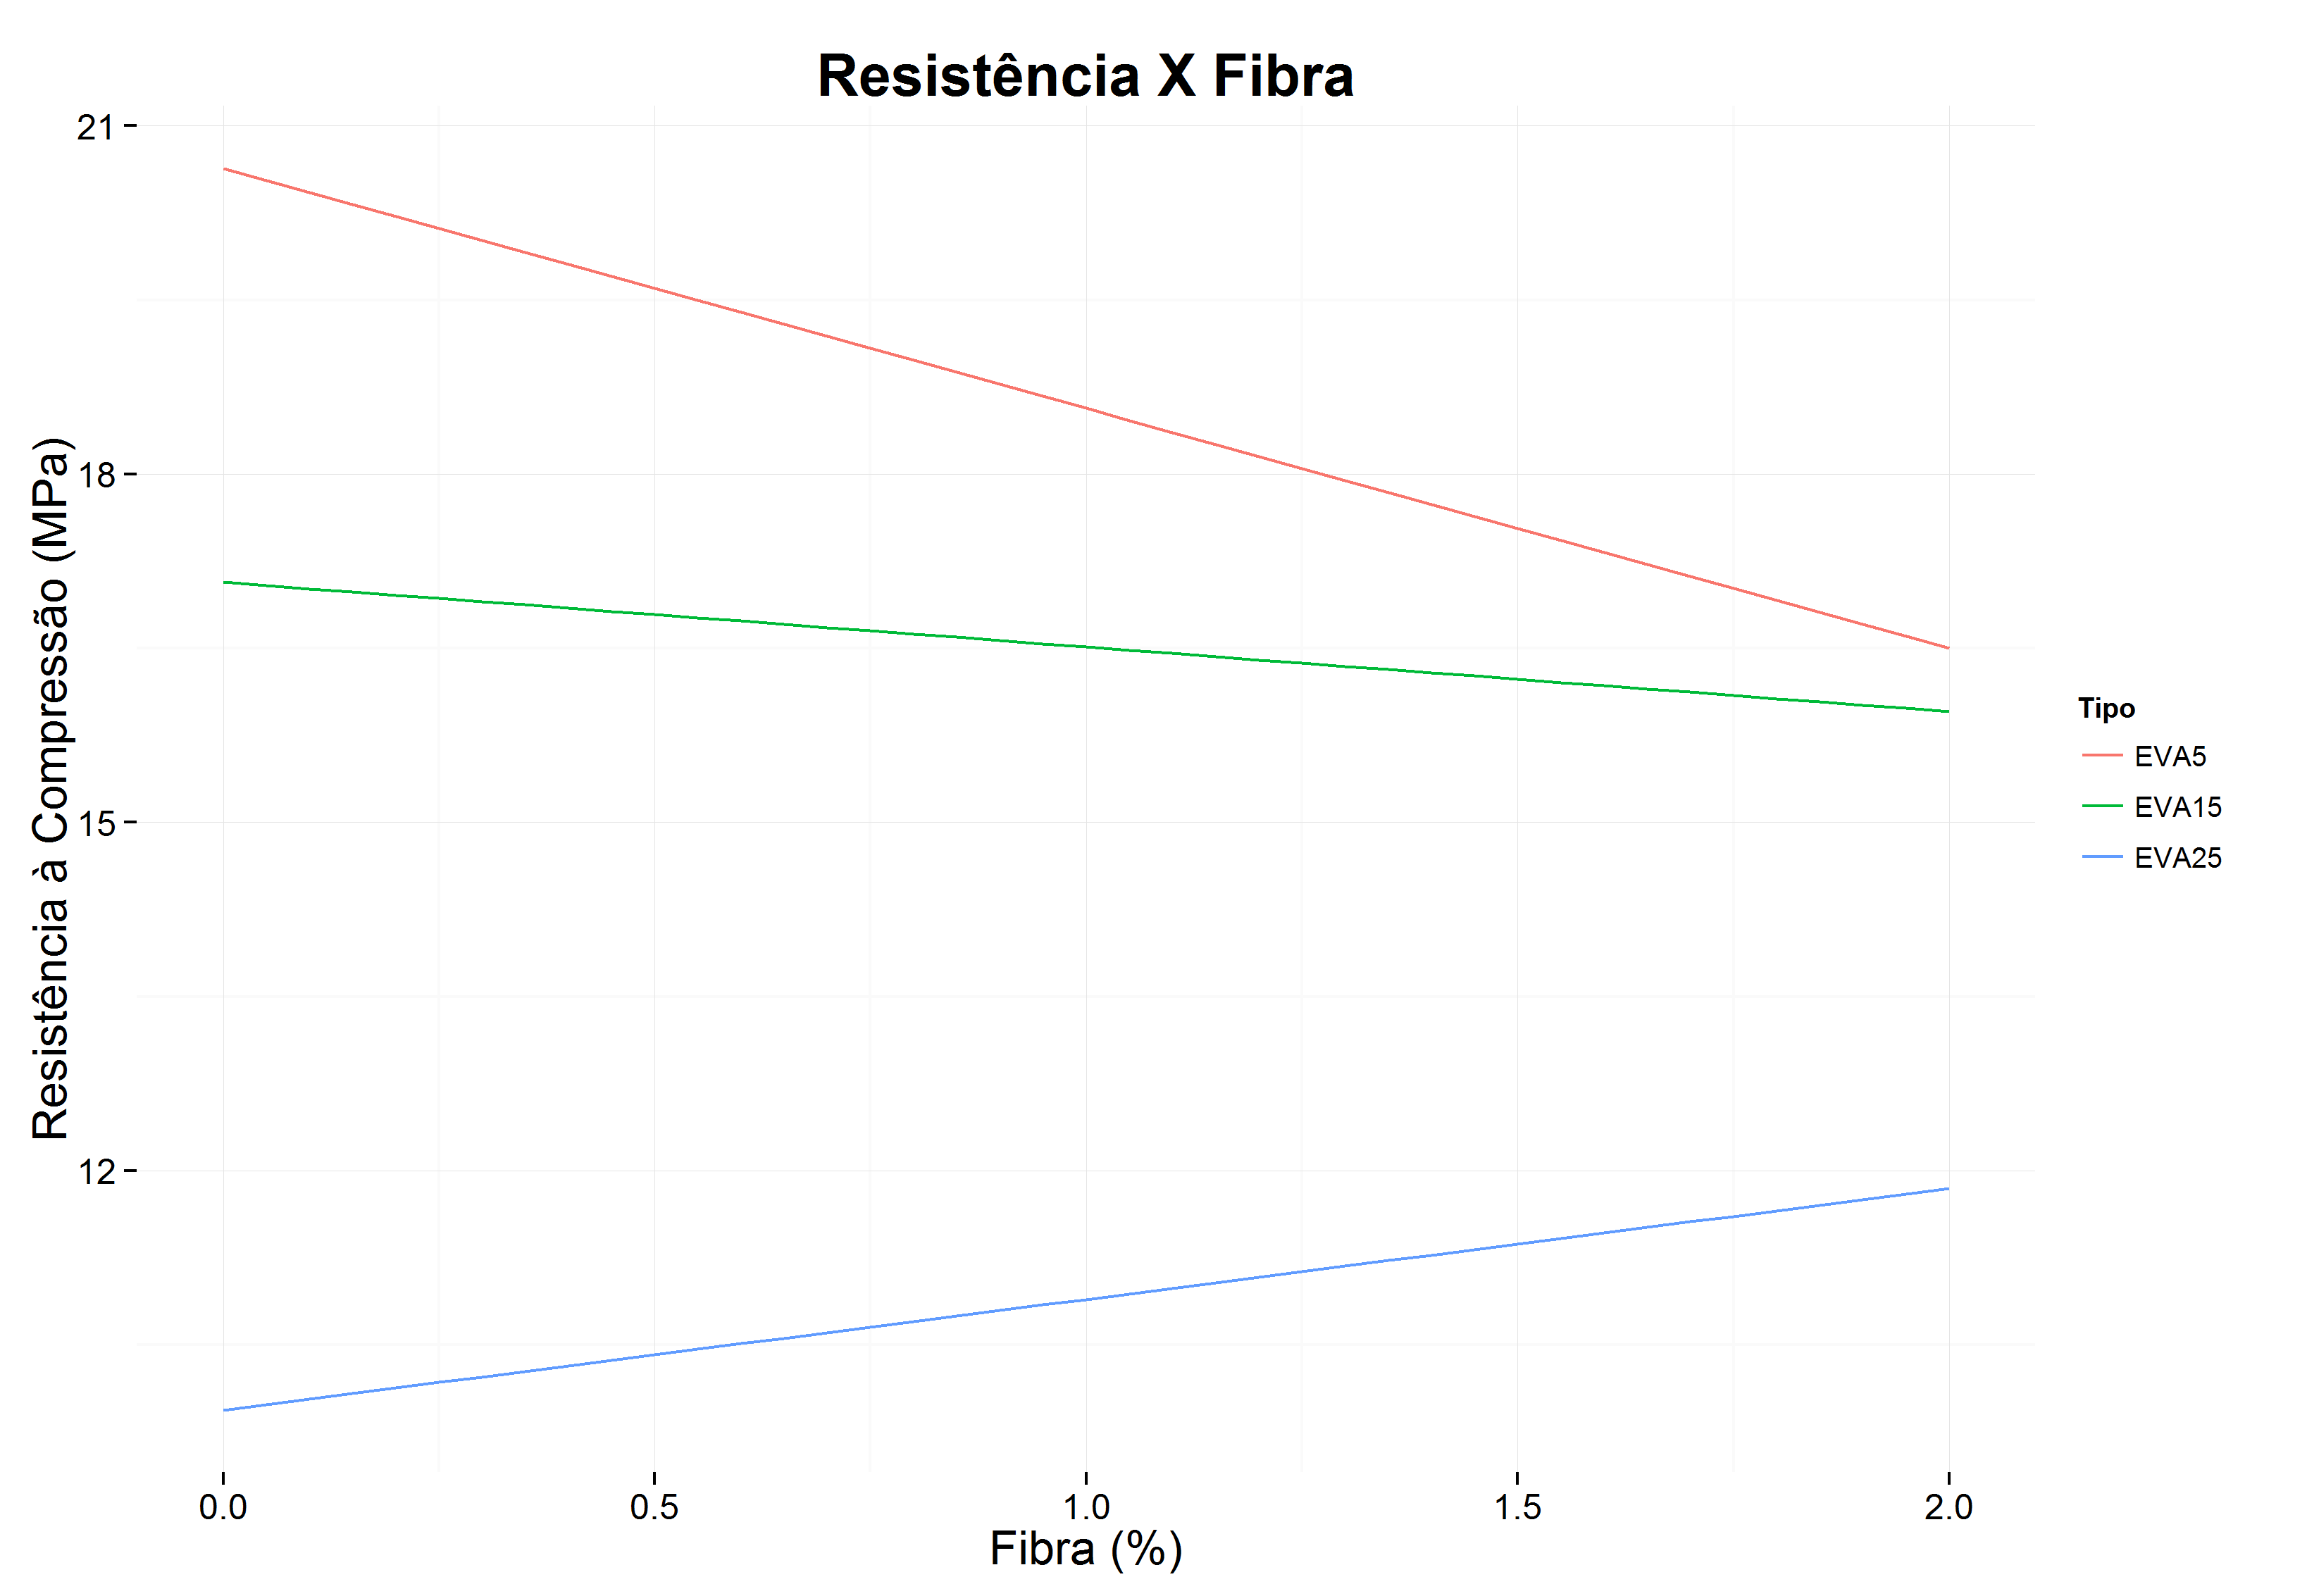 Resistência X Fibra
Resistência à Compressão (MPa)
21
18
15
12
0.0
0.5
1.0
1.5
2.0
Fibra (%)
Tipo
EVA5
EVA15
EVA25